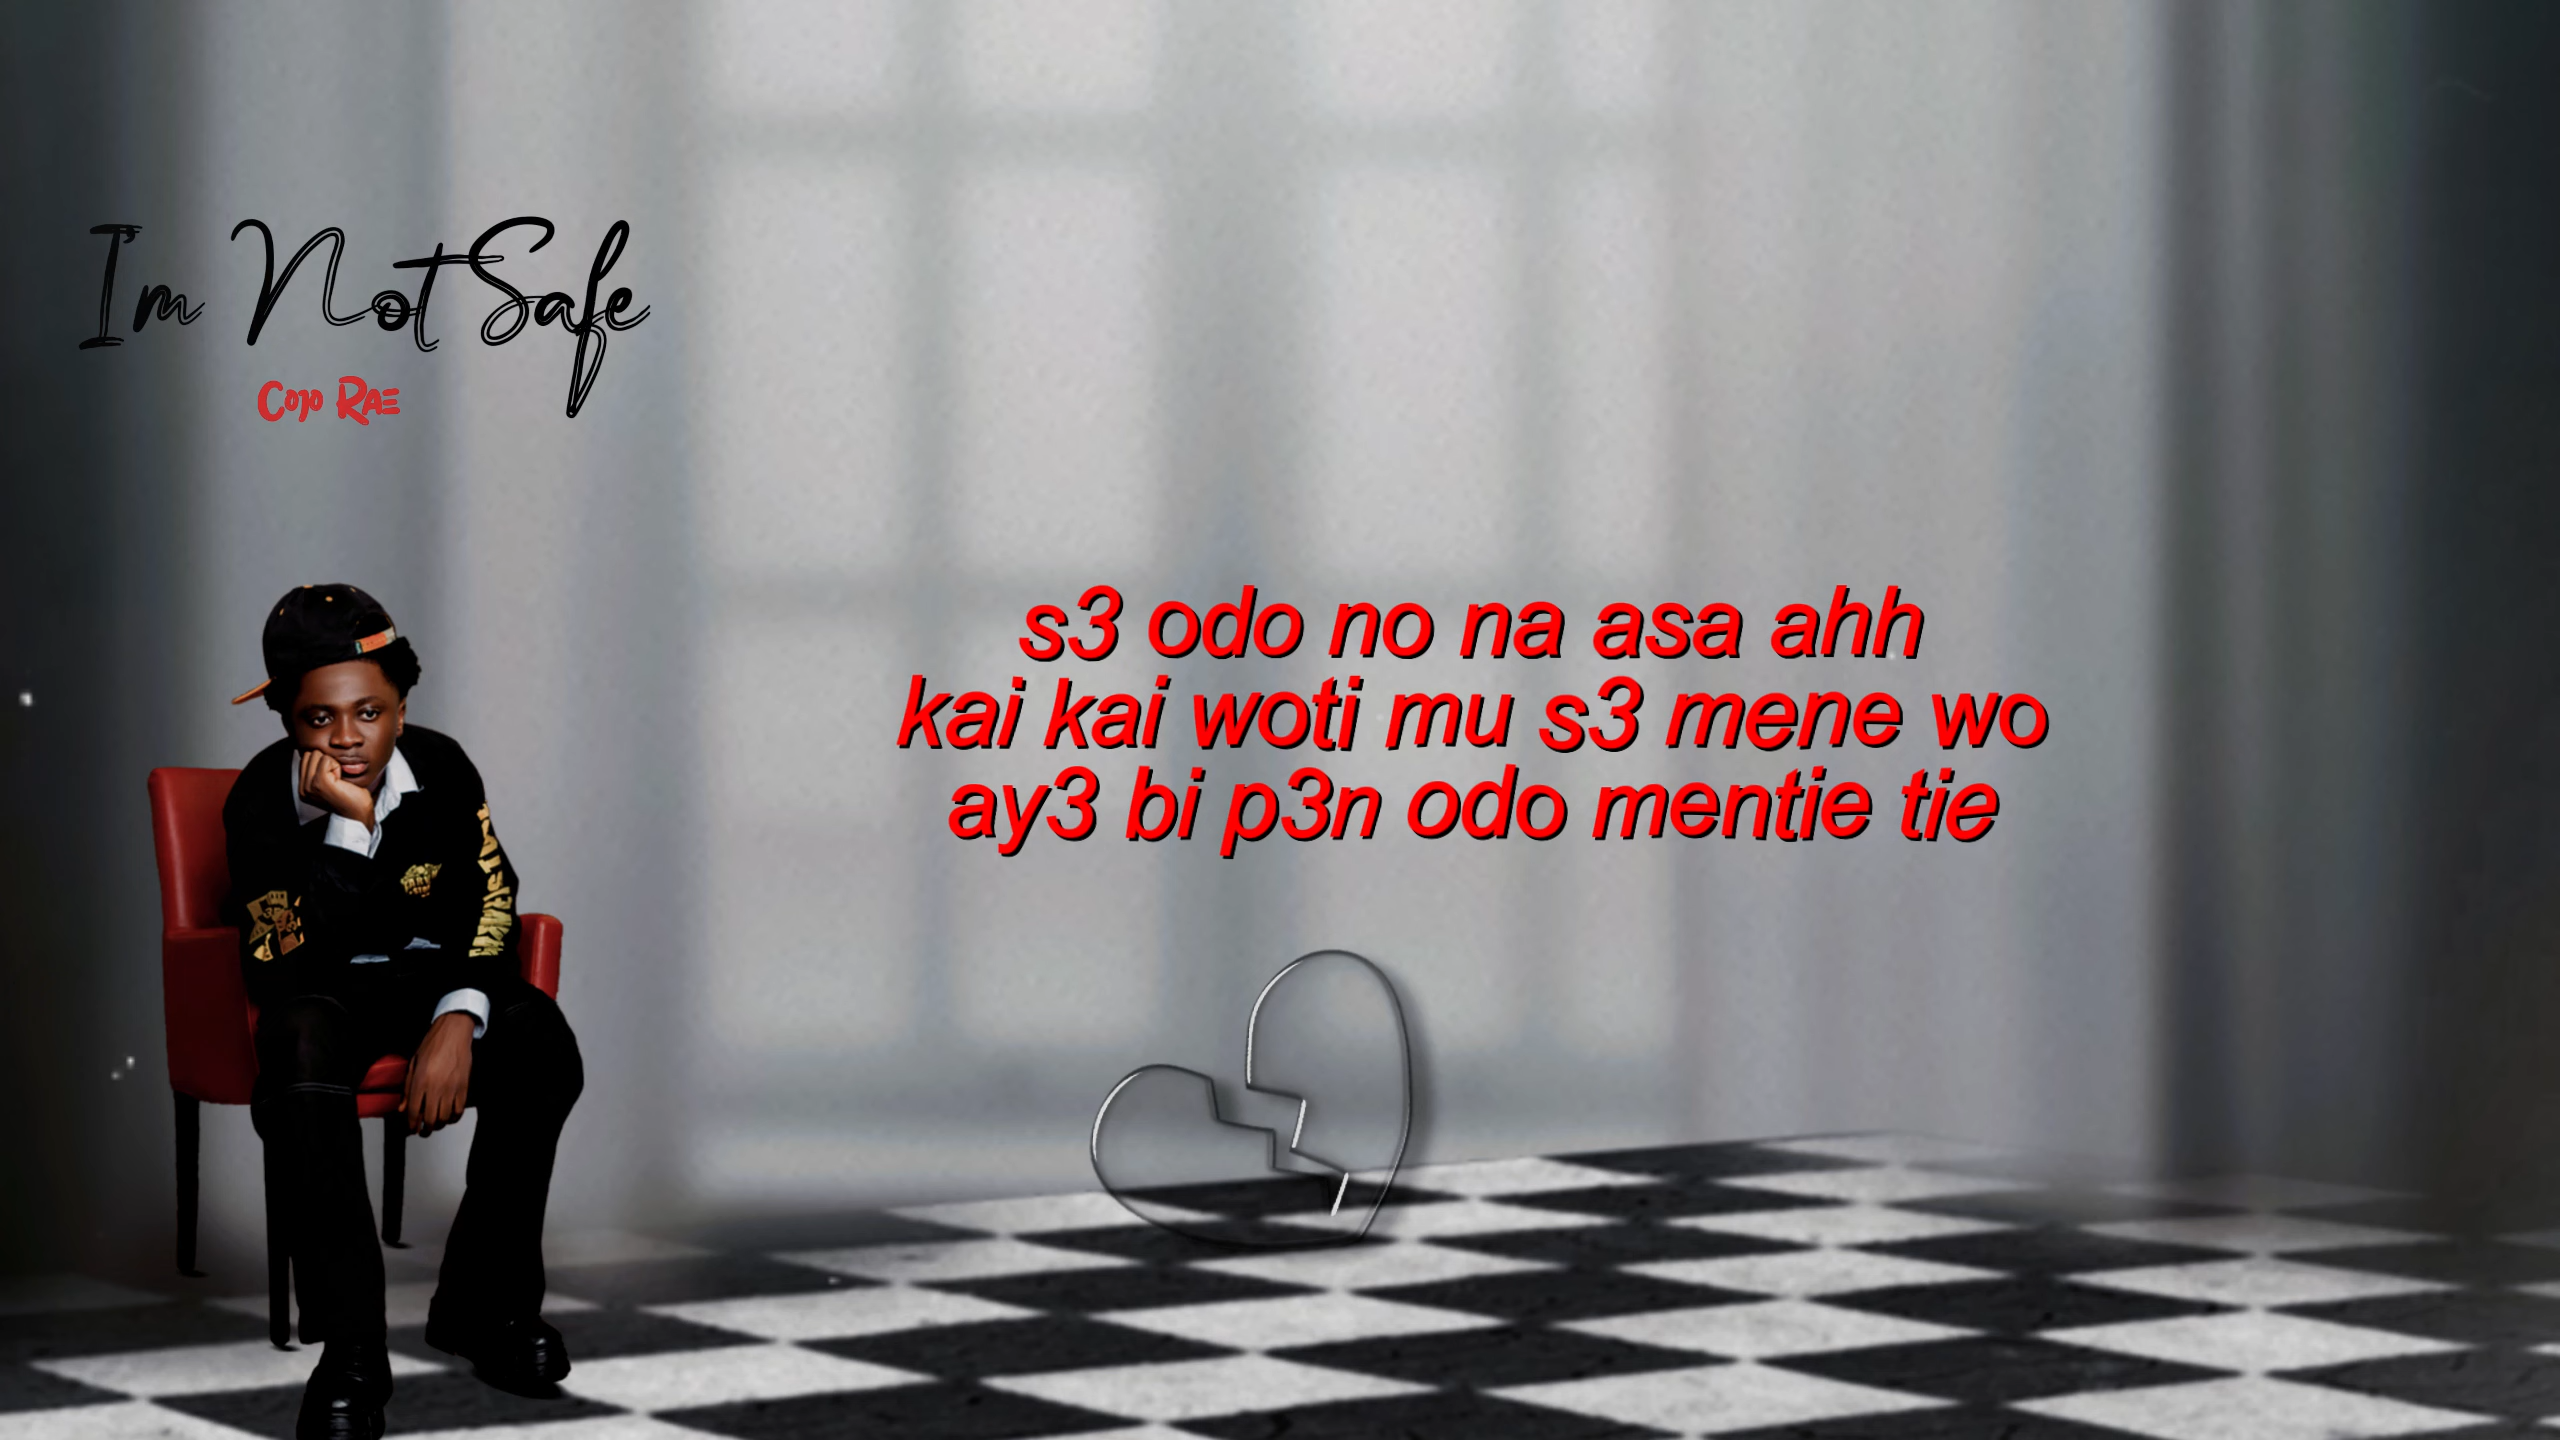 I'm Not Safe
Cojo Rae
s3 odo no na asa ahh
kai kai woti mu s3 mene wo
ay3 bi p3n odo mentie tie